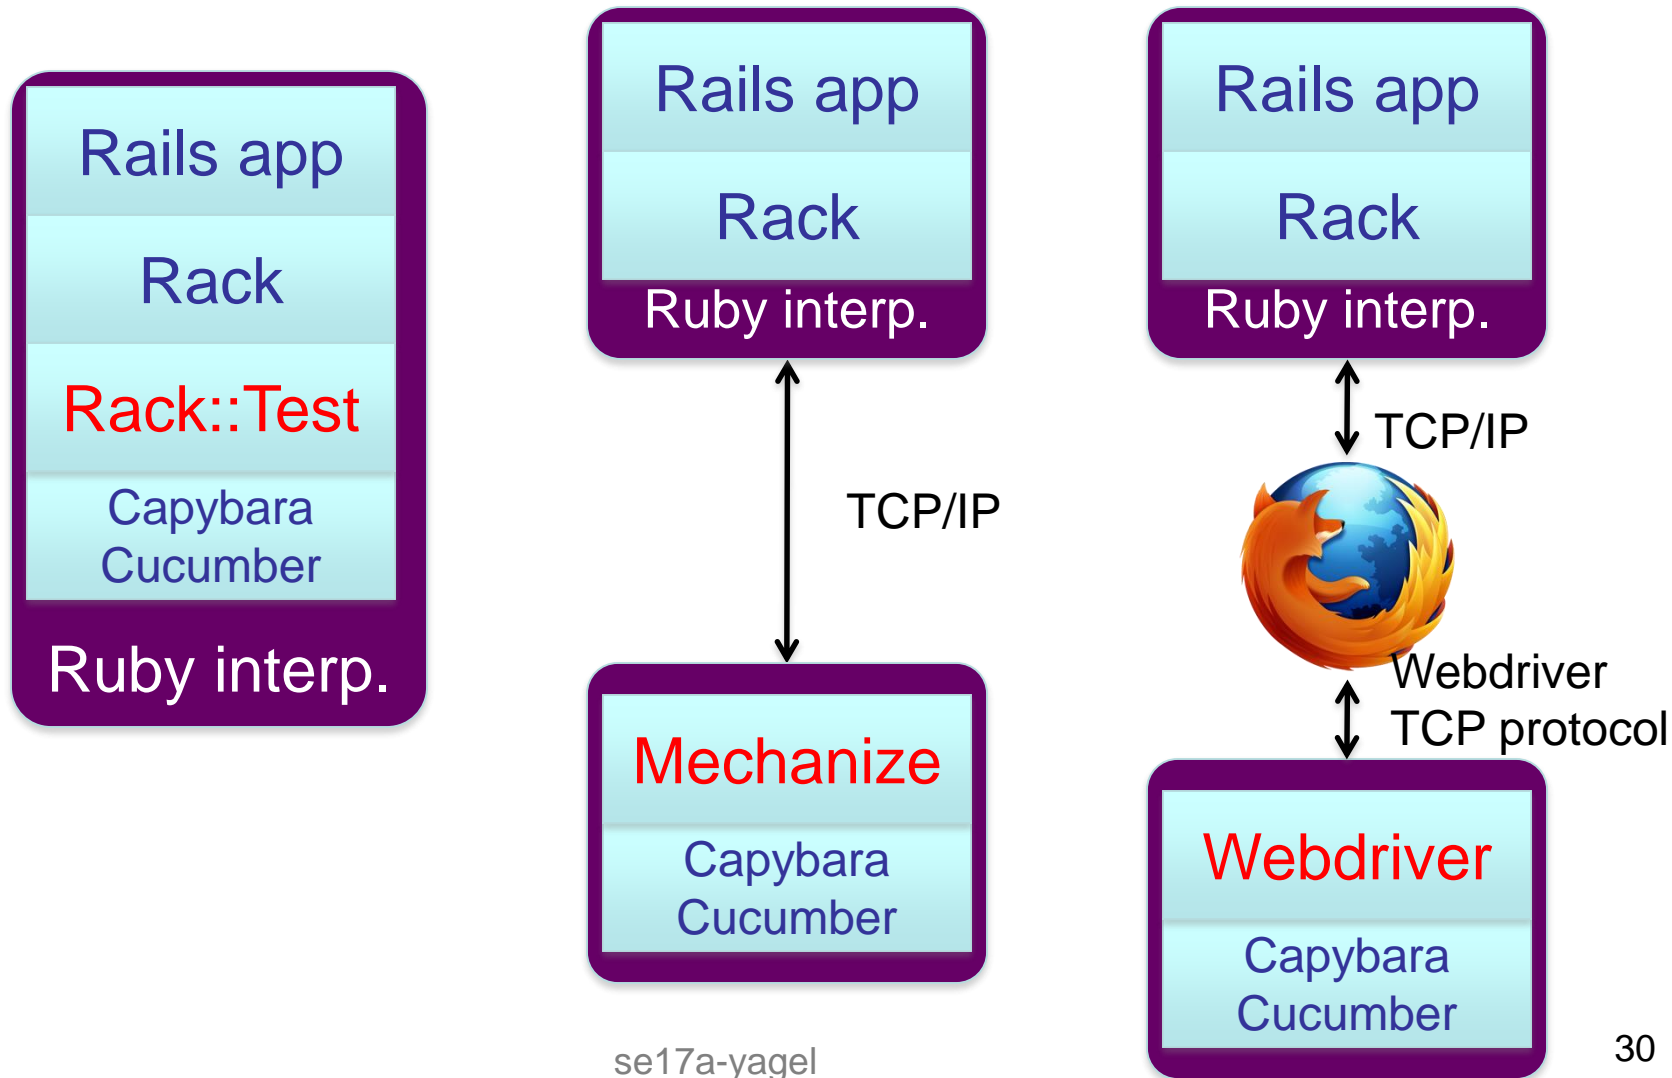 Rails app
Rack
Rack::Test
Capybara
Cucumber
Ruby interp.
Rails app
Rack
Ruby interp.
TCP/IP
Mechanize
Capybara
Cucumber
Rails app
Rack
Ruby interp.
TCP/IP
Webdriver
TCP protocol
Webdriver
Capybara
Cucumber
se17a-yagel
30